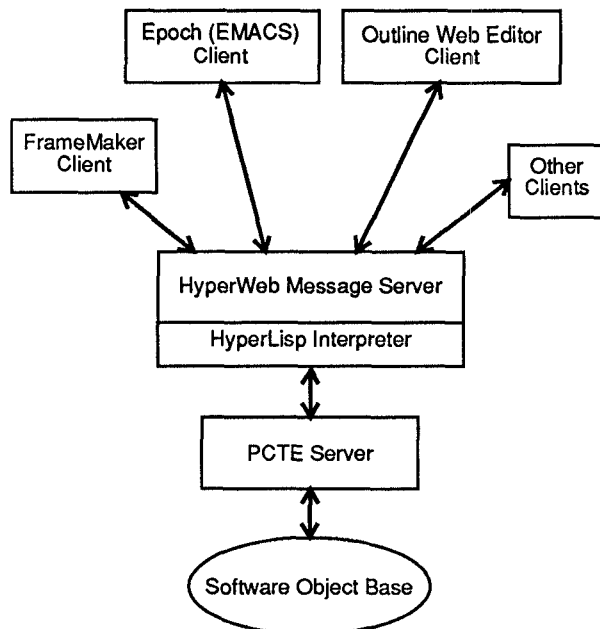 Epoch (EMACS)
Client
Outline Web Editor
Client
FrameMaker
Client
Other
Clients
HyperWeb Message Server
HyperLisp Interpreter
PCTE Server
Software Object Base